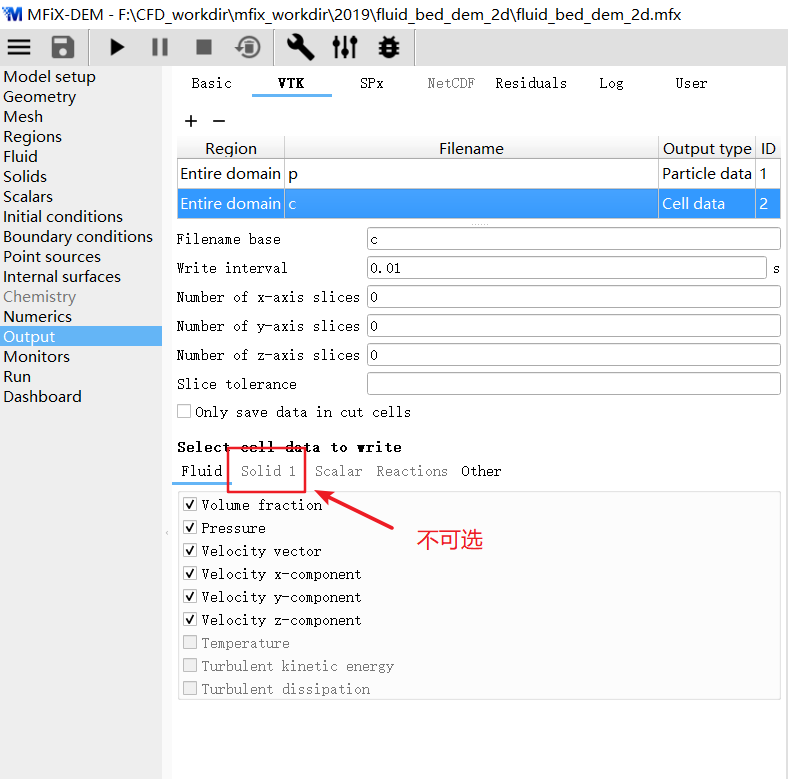 MFiX-DEM - F:\CFD_workdir\mfix_workdir\2019\fluid_bed_dem_2d\fluid_bed_dem_2d.mfx
Model setup
Geometry
Mesh
Regions
Fluid
Solids
Scalars
Initial conditions
Boundary conditions
Point sources
Internal surfaces
Chemistry
Numerics
Output
Monitors
Run
Dashboard
Basic VTK SPx NetCDF Residuals Log User
+ −
Region Filename Output type ID
Entire domain p Particle data 1
Entire domain c Cell data 2
Filename base c
Write interval 0.01 s
Number of x-axis slices 0
Number of y-axis slices 0
Number of z-axis slices 0
Slice tolerance
Only save data in cut cells
Select cell data to write
Fluid Solid 1 Scalar Reactions Other
Volume fraction
Pressure
不可选
Velocity vector
Velocity x-component
Velocity y-component
Velocity z-component
Temperature
Turbulent kinetic energy
Turbulent dissipation